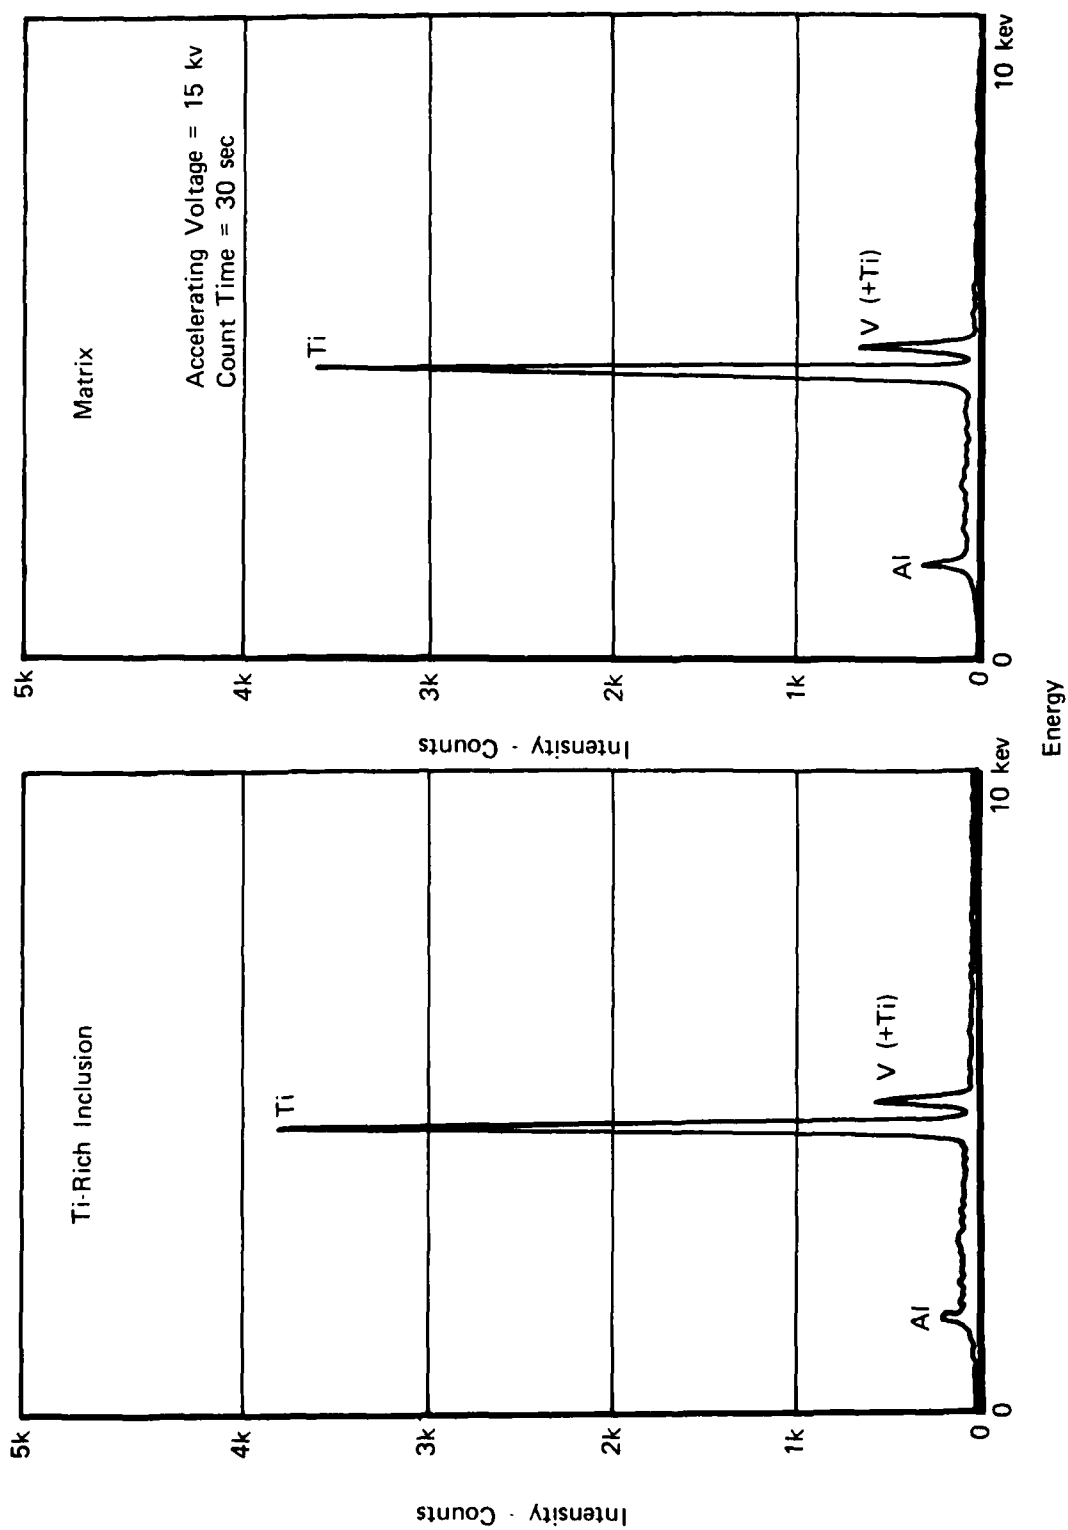 Ti-Rich Inclusion
Intensity - Counts
5k
4k
3k
2k
1k
0
Ti
V (+Ti)
Al
0
10 kev
Matrix
Accelerating Voltage = 15 kv
Count Time = 30 sec
Intensity - Counts
5k
4k
3k
2k
1k
0
Ti
V (+Ti)
Al
0
10 kev
Energy